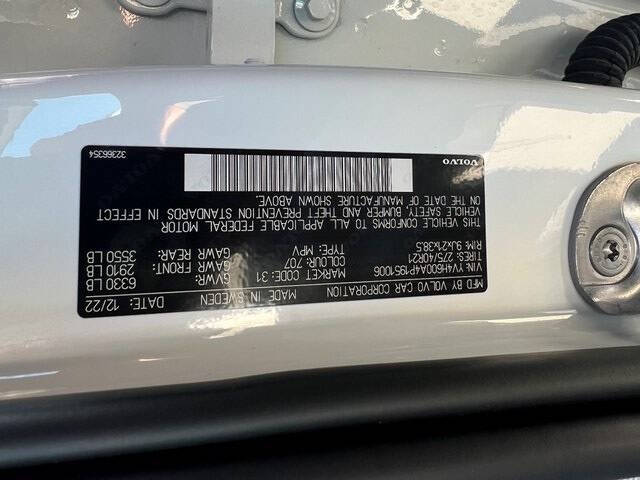 MFD BY VOLVO CAR CORPORATION MADE IN SWEDEN DATE: 12/22
VIN: YV4H600A4P1951006 MARKET CODE: 31 GVWR: 6330 LB
TIRES: 275/40R21 COLOUR: 707 GAWR FRONT: 2910 LB
RIM: 9Jx21x38.5 TYPE: MPV GAWR REAR: 3550 LB
THIS VEHICLE CONFORMS TO ALL APPLICABLE FEDERAL MOTOR
VEHICLE SAFETY, BUMPER AND THEFT PREVENTION STANDARDS IN EFFECT
ON THE DATE OF MANUFACTURE SHOWN ABOVE.
VOLVO 32366354